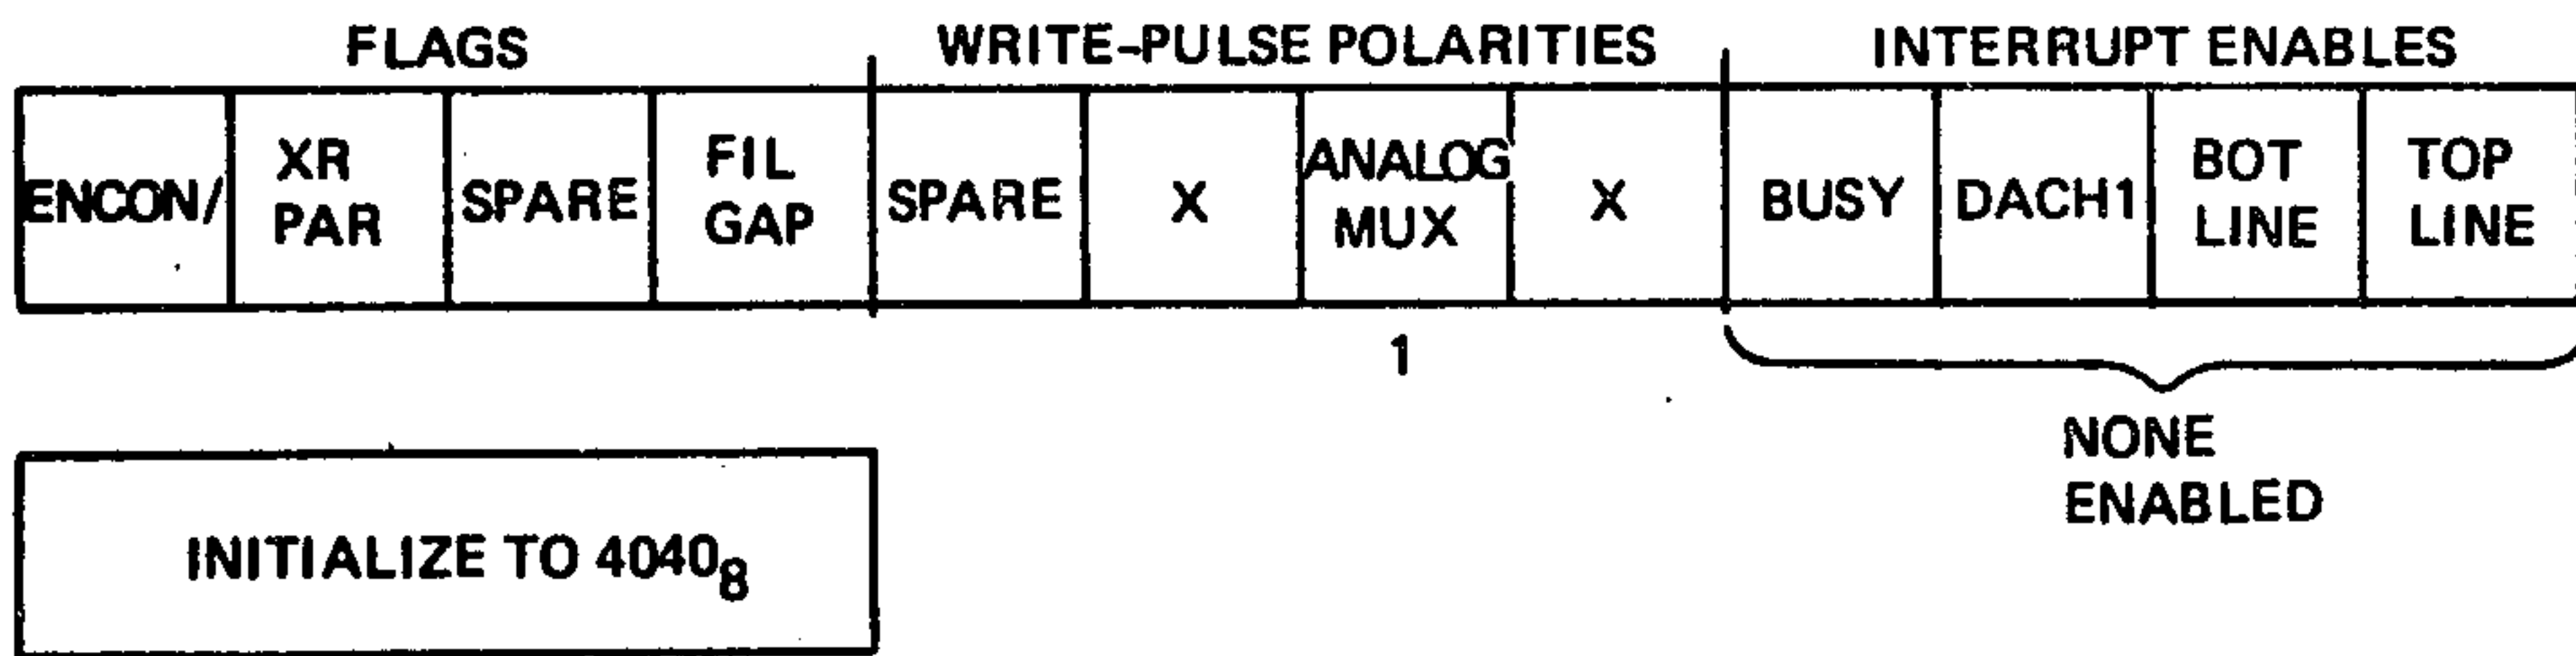 FLAGS WRITE-PULSE POLARITIES INTERRUPT ENABLES
ENCON/ XR PAR SPARE FIL GAP SPARE X ANALOG MUX X BUSY DACH1 BOT LINE TOP LINE
1
NONE
ENABLED
INITIALIZE TO 4040₈